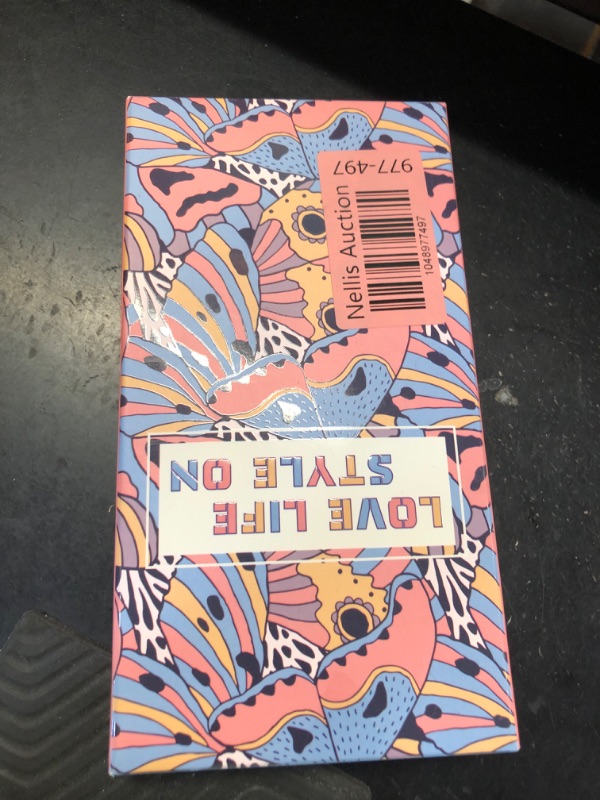 LOVE LIFE
STYLE ON
Nellis Auction
977-497
1048977497